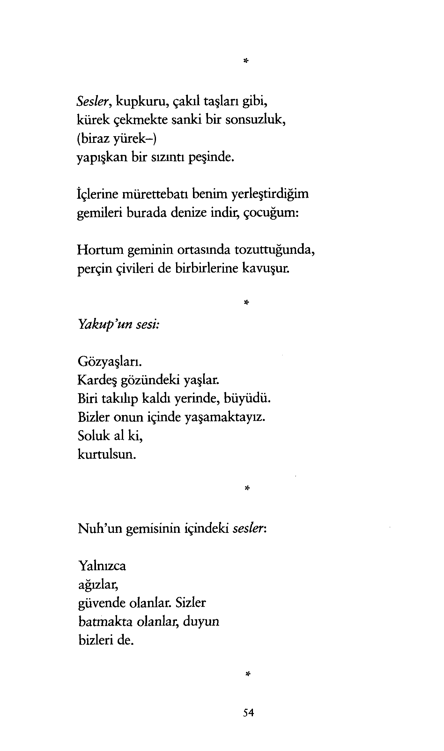 *
Sesler, kupkuru, çakıl taşları gibi,
kürek çekmekte sanki bir sonsuzluk,
(biraz yürek–)
yapışkan bir sızıntı peşinde.
İçlerine mürettebatı benim yerleştirdiğim
gemileri burada denize indir, çocuğum:
Hortum geminin ortasında tozuttuğunda,
perçin çivileri de birbirlerine kavuşur.
*
Yakup'un sesi:
Gözyaşları.
Kardeş gözündeki yaşlar.
Biri takılıp kaldı yerinde, büyüdü.
Bizler onun içinde yaşamaktayız.
Soluk al ki,
kurtulsun.
*
Nuh'un gemisinin içindeki sesler:
Yalnızca
ağızlar,
güvende olanlar. Sizler
batmakta olanlar, duyun
bizleri de.
*
54